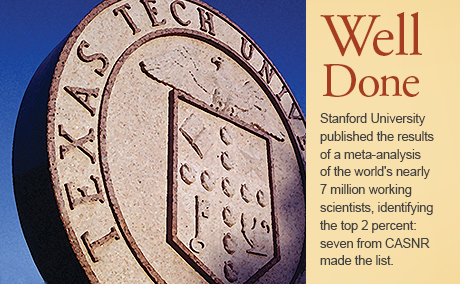 TEXAS TECH UNIV
Well
Done
Stanford University
published the results
of a meta-analysis
of the world's nearly
7 million working
scientists, identifying
the top 2 percent:
seven from CASNR
made the list.